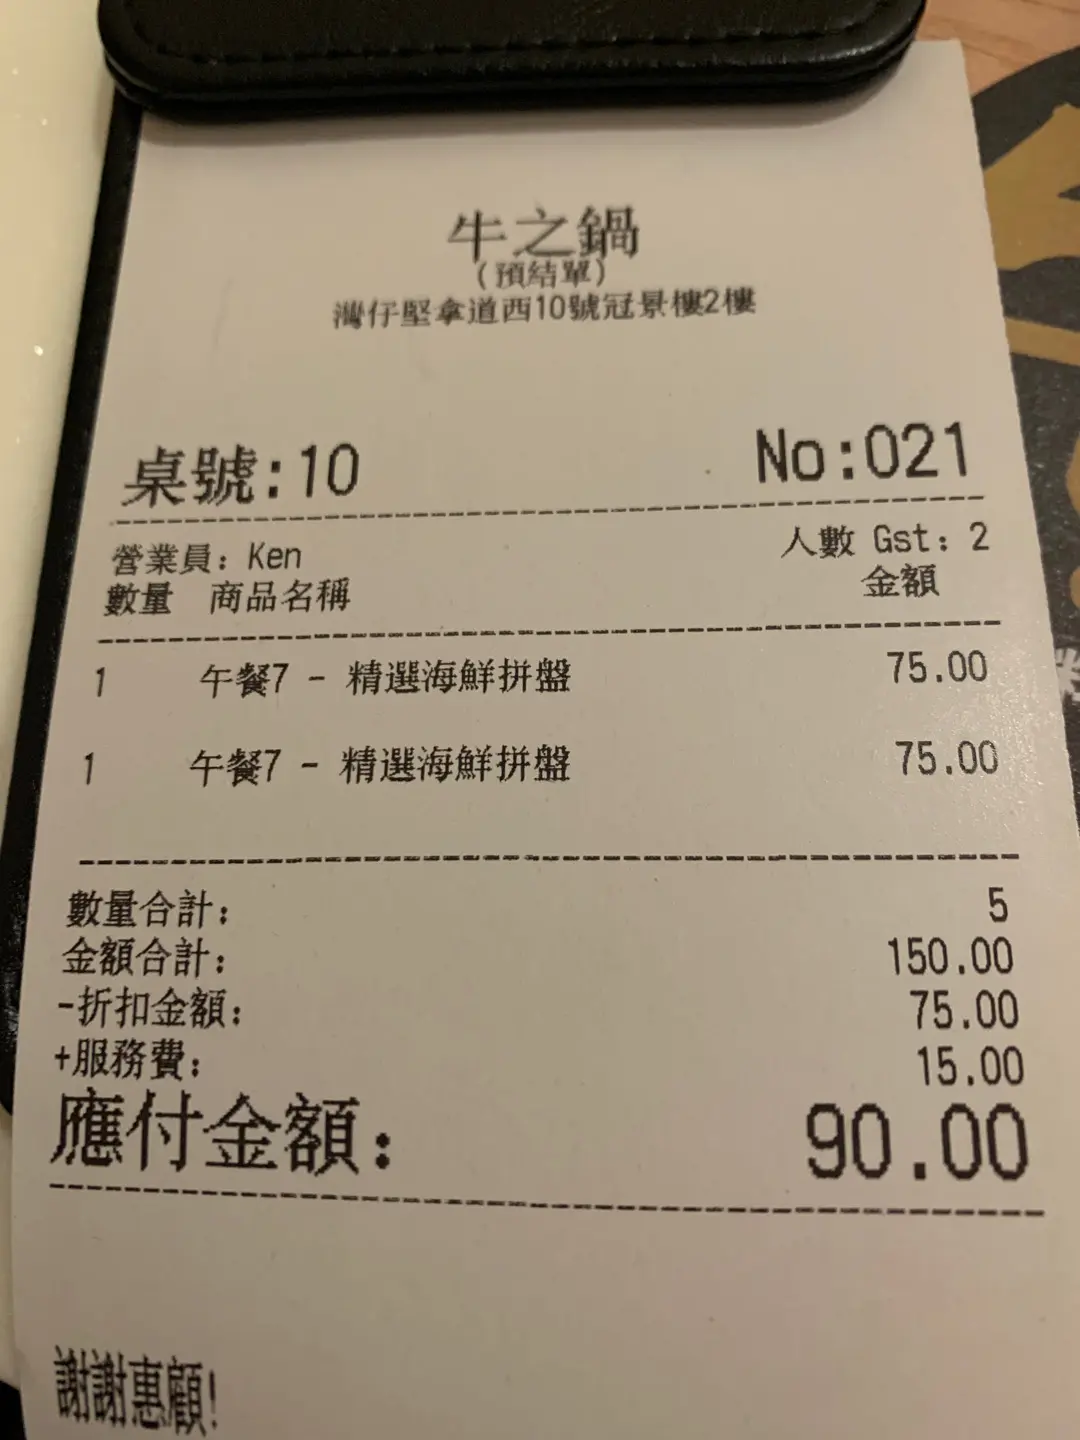 牛之鍋
(預結單)
灣仔堅拿道西10號冠景樓2樓
桌號:10 No:021
營業員: Ken 人數 Gst: 2
數量 商品名稱 金額
1 午餐7 - 精選海鮮拼盤 75.00
1 午餐7 - 精選海鮮拼盤 75.00
數量合計: 5
金額合計: 150.00
-折扣金額: 75.00
+服務費: 15.00
應付金額: 90.00
謝謝惠顧!